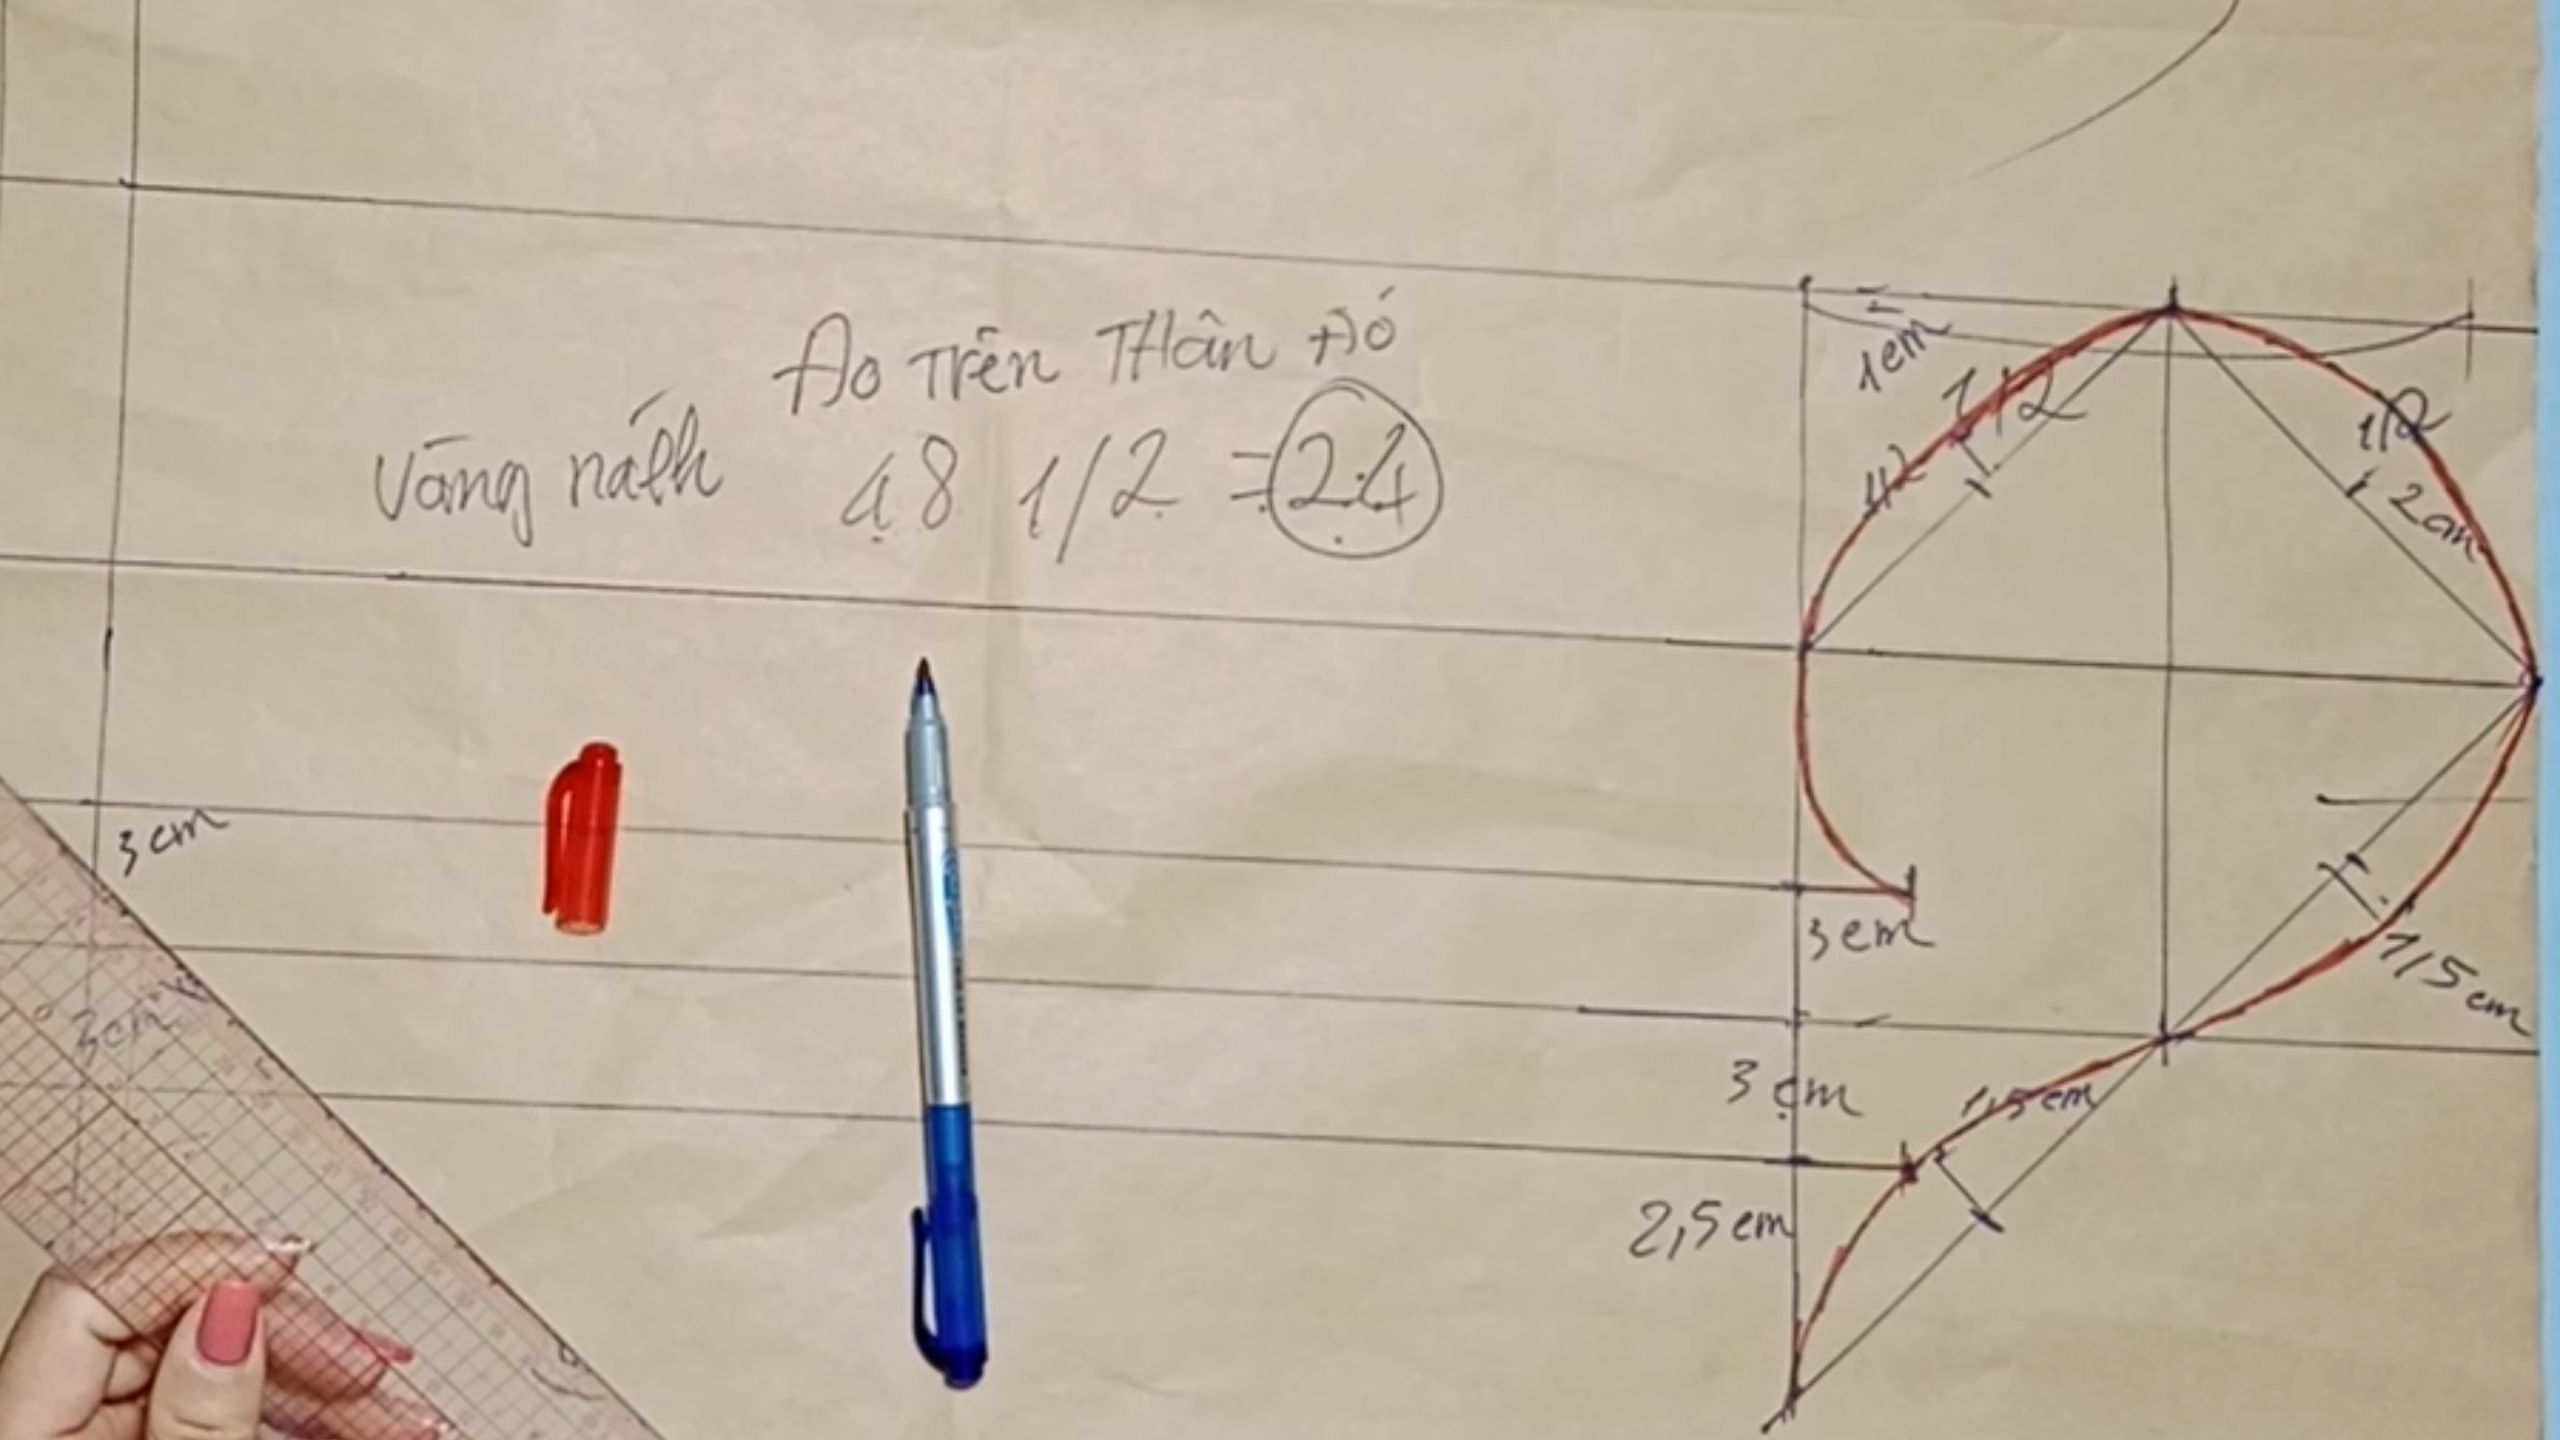 Đo Trên Thân Đó
Vòng nách 48 1/2 = 24
1cm
1/2
1/2
1/2
2cm
3cm
3cm
1,5cm
3cm
3cm
1,5cm
2,5cm